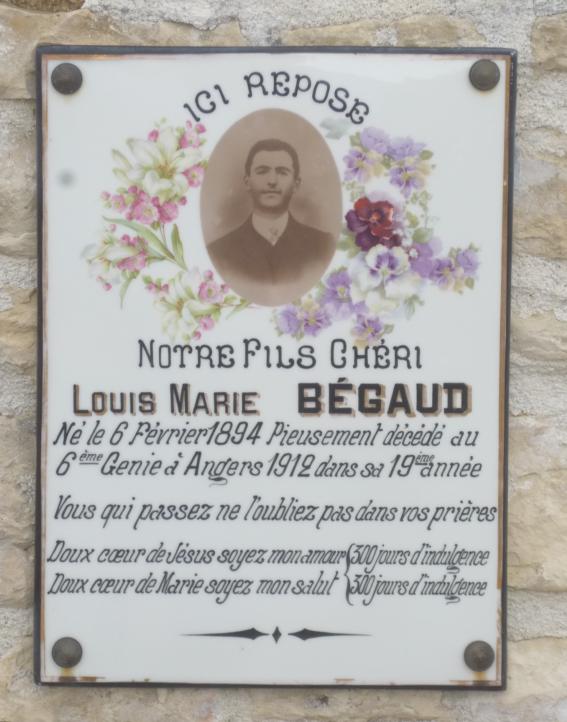 ICI REPOSE
NOTRE FILS CHÉRI
LOUIS MARIE BÉGAUD
Né le 6 Février 1894 Pieusement décédé au
6ème Genie à Angers 1912 dans sa 19ème année
Vous qui passez ne l'oubliez pas dans vos prières
Doux cœur de Jésus soyez mon amour { 300 jours d'indulgence
Doux cœur de Marie soyez mon salut { 300 jours d'indulgence